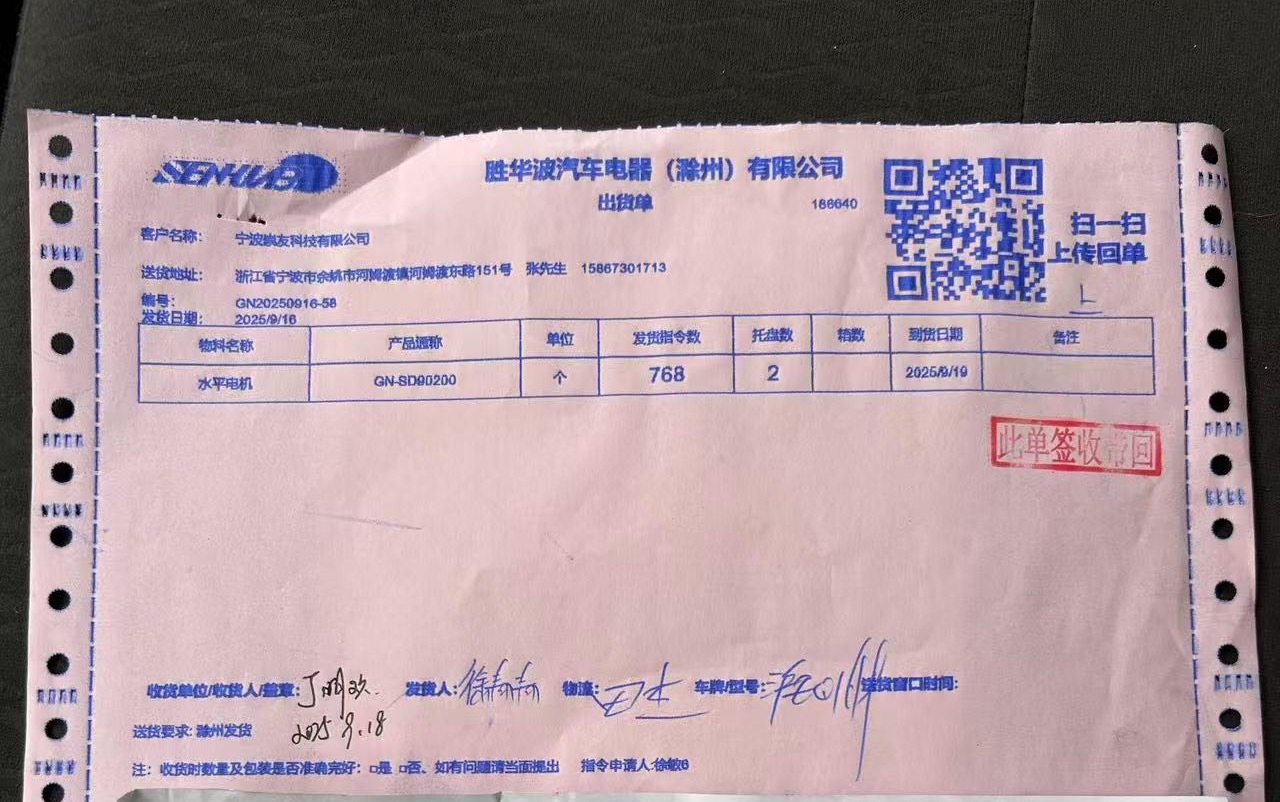 SENHUB
胜华波汽车电器（滁州）有限公司
出货单
186640
扫一扫
上传回单
客户名称： 宁波崇友科技有限公司
送货地址： 浙江省宁波市余姚市河姆渡镇河姆渡东路151号 张先生 15867301713
编号： GN20250916-58
发货日期： 2025/9/16
物料名称 产品通称 单位 发货指令数 托盘数 箱数 到货日期 备注
水平电机 GN-SD90200 个 768 2 2025/9/19
此单签收带回
收货单位/收货人/盖章： 发货人： 物流： 车牌/型号： 送货窗口时间：
送货要求：滁州发货 2025 9.18
注：收货时数量及包装是否准确完好：□是 □否、如有问题请当面提出 指令申请人：徐敏6